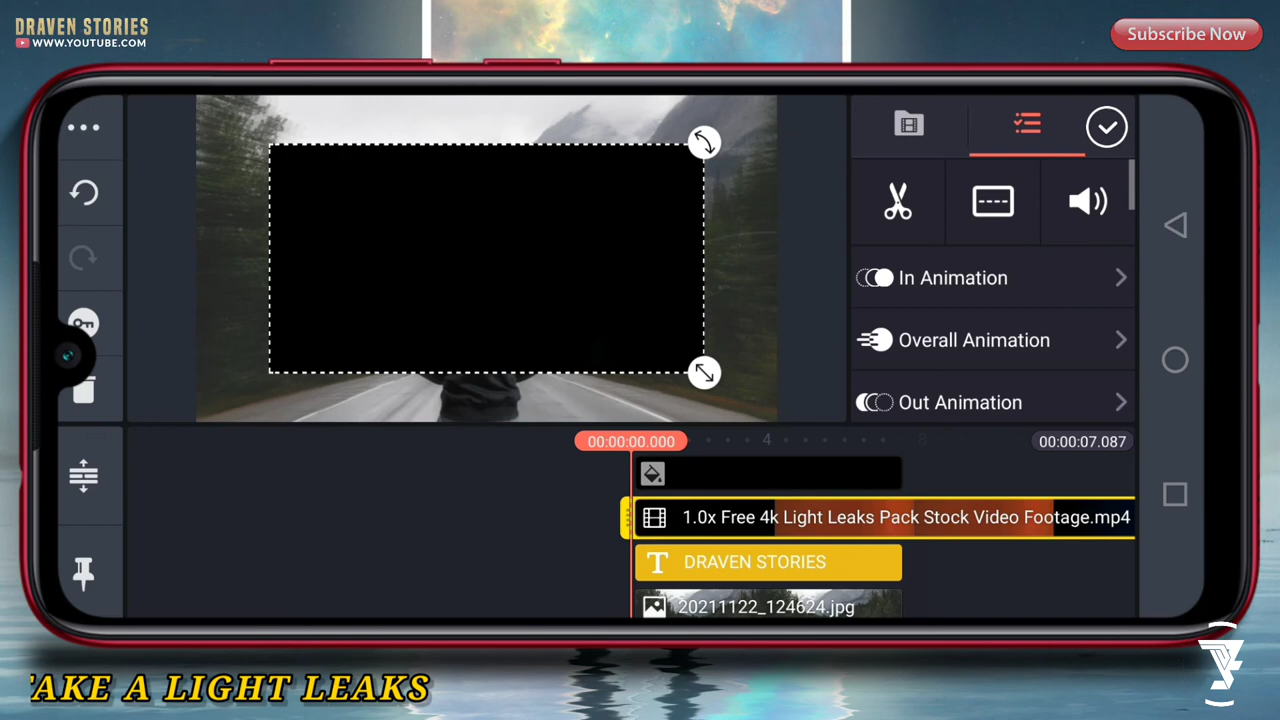 DRAVEN STORIES
WWW.YOUTUBE.COM
Subscribe Now
In Animation
Overall Animation
Out Animation
00:00:00.000
4
8
00:00:07.087
1.0x Free 4k Light Leaks Pack Stock Video Footage.mp4
T DRAVEN STORIES
20211122_124624.jpg
AKE A LIGHT LEAKS